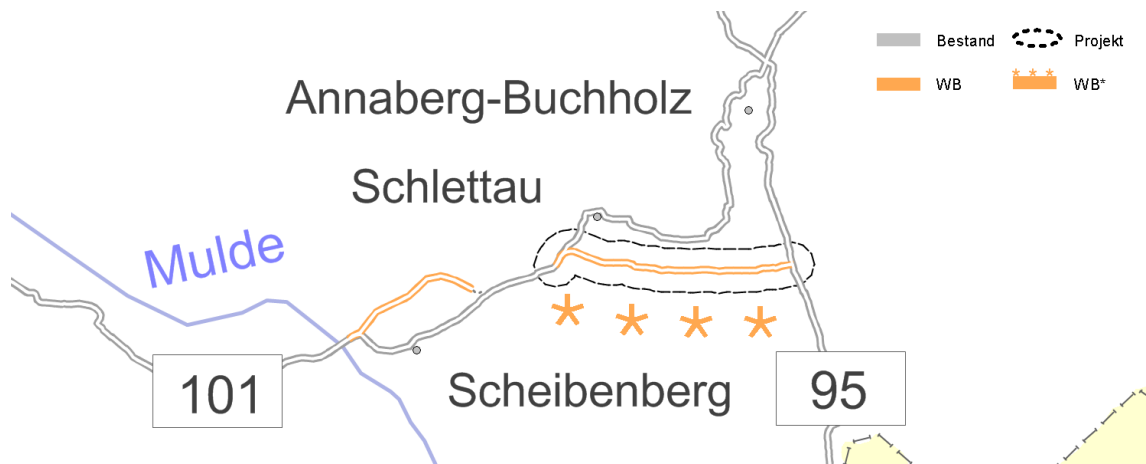 Bestand
Projekt
WB
WB*
Annaberg-Buchholz
Schlettau
Mulde
Scheibenberg
101
95